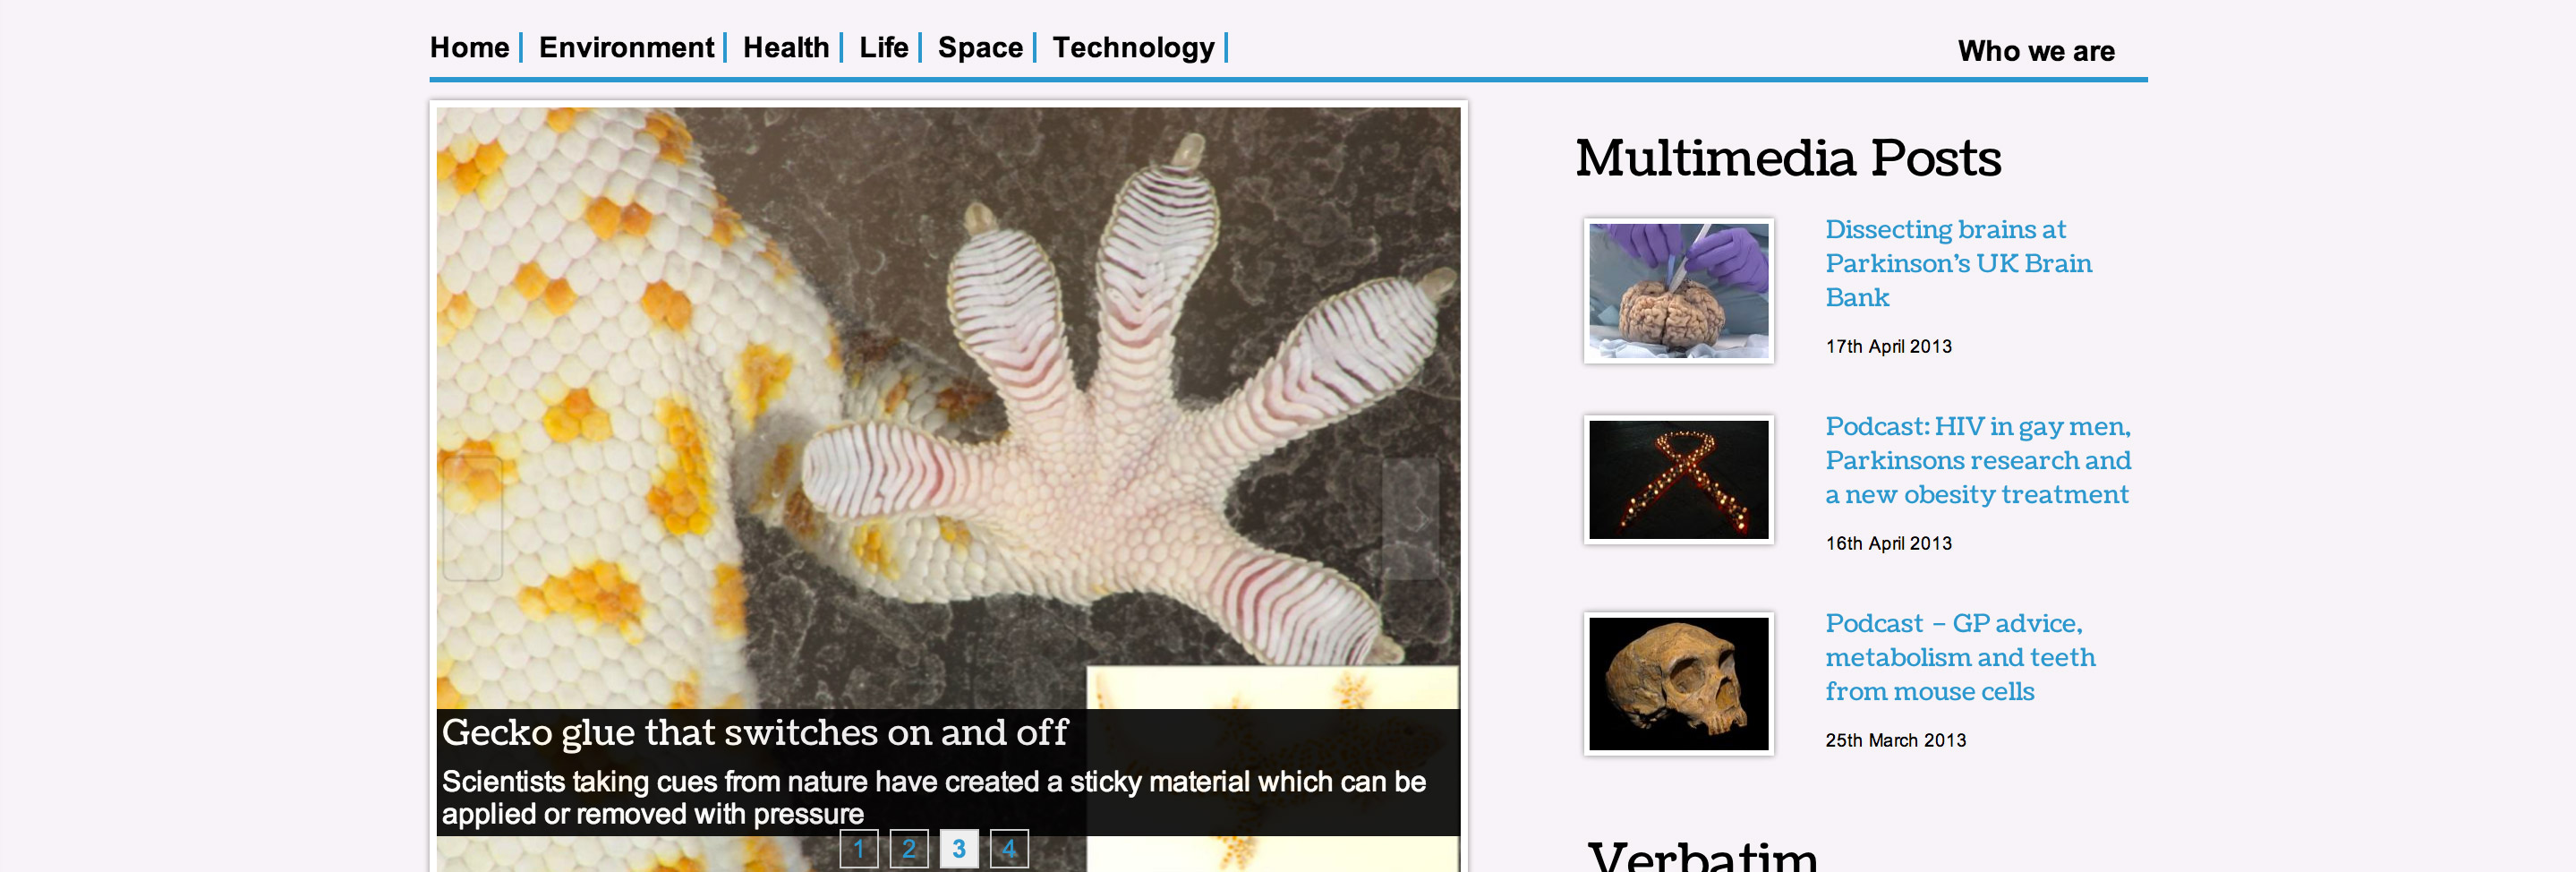 Home Environment Health Life Space Technology
Who we are
Gecko glue that switches on and off
Scientists taking cues from nature have created a sticky material which can be
applied or removed with pressure
1 2 3 4
Multimedia Posts
Dissecting brains at
Parkinson’s UK Brain
Bank
17th April 2013
Podcast: HIV in gay men,
Parkinsons research and
a new obesity treatment
16th April 2013
Podcast – GP advice,
metabolism and teeth
from mouse cells
25th March 2013
Verbatim